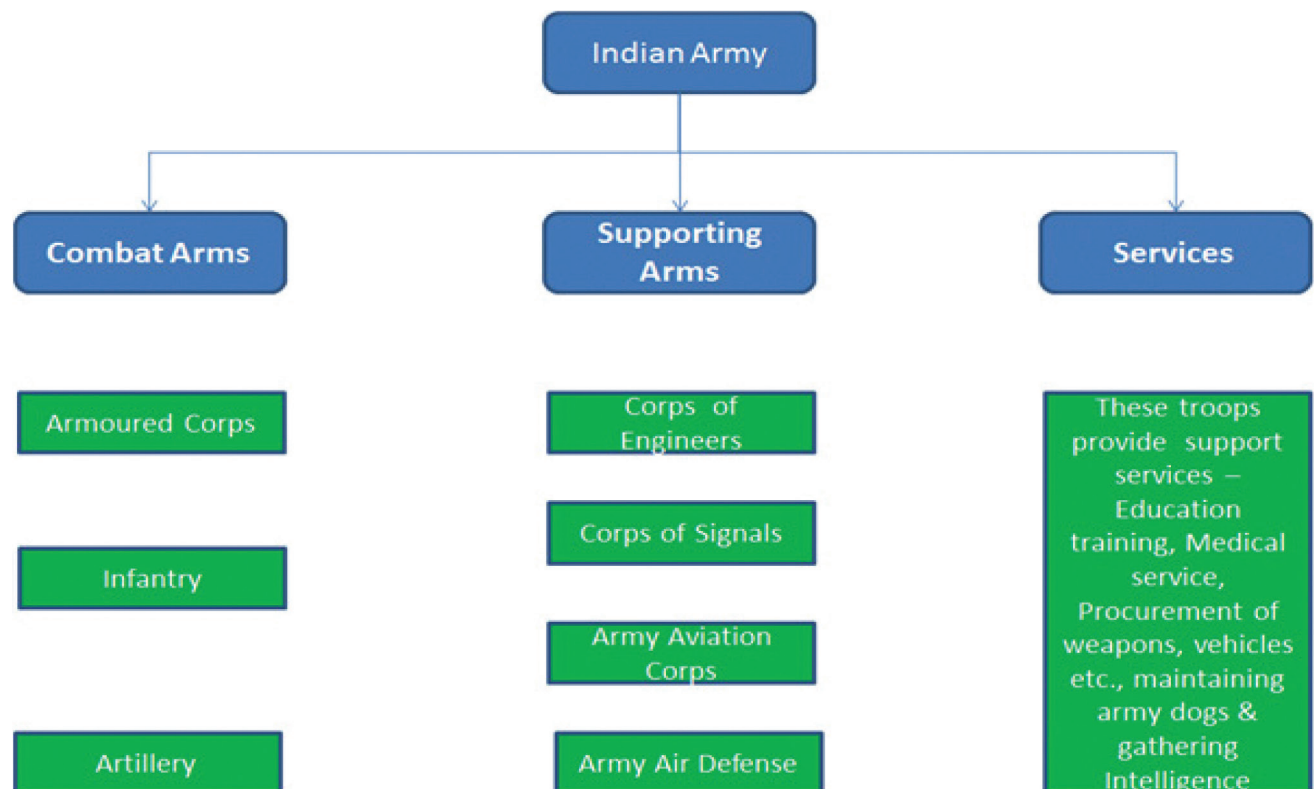 Indian Army
Combat Arms
Supporting
Arms
Services
Armoured Corps
Infantry
Artillery
Corps of
Engineers
Corps of Signals
Army Aviation
Corps
Army Air Defense
These troops
provide support
services –
Education
training, Medical
service,
Procurement of
weapons, vehicles
etc., maintaining
army dogs &
gathering
Intelligence